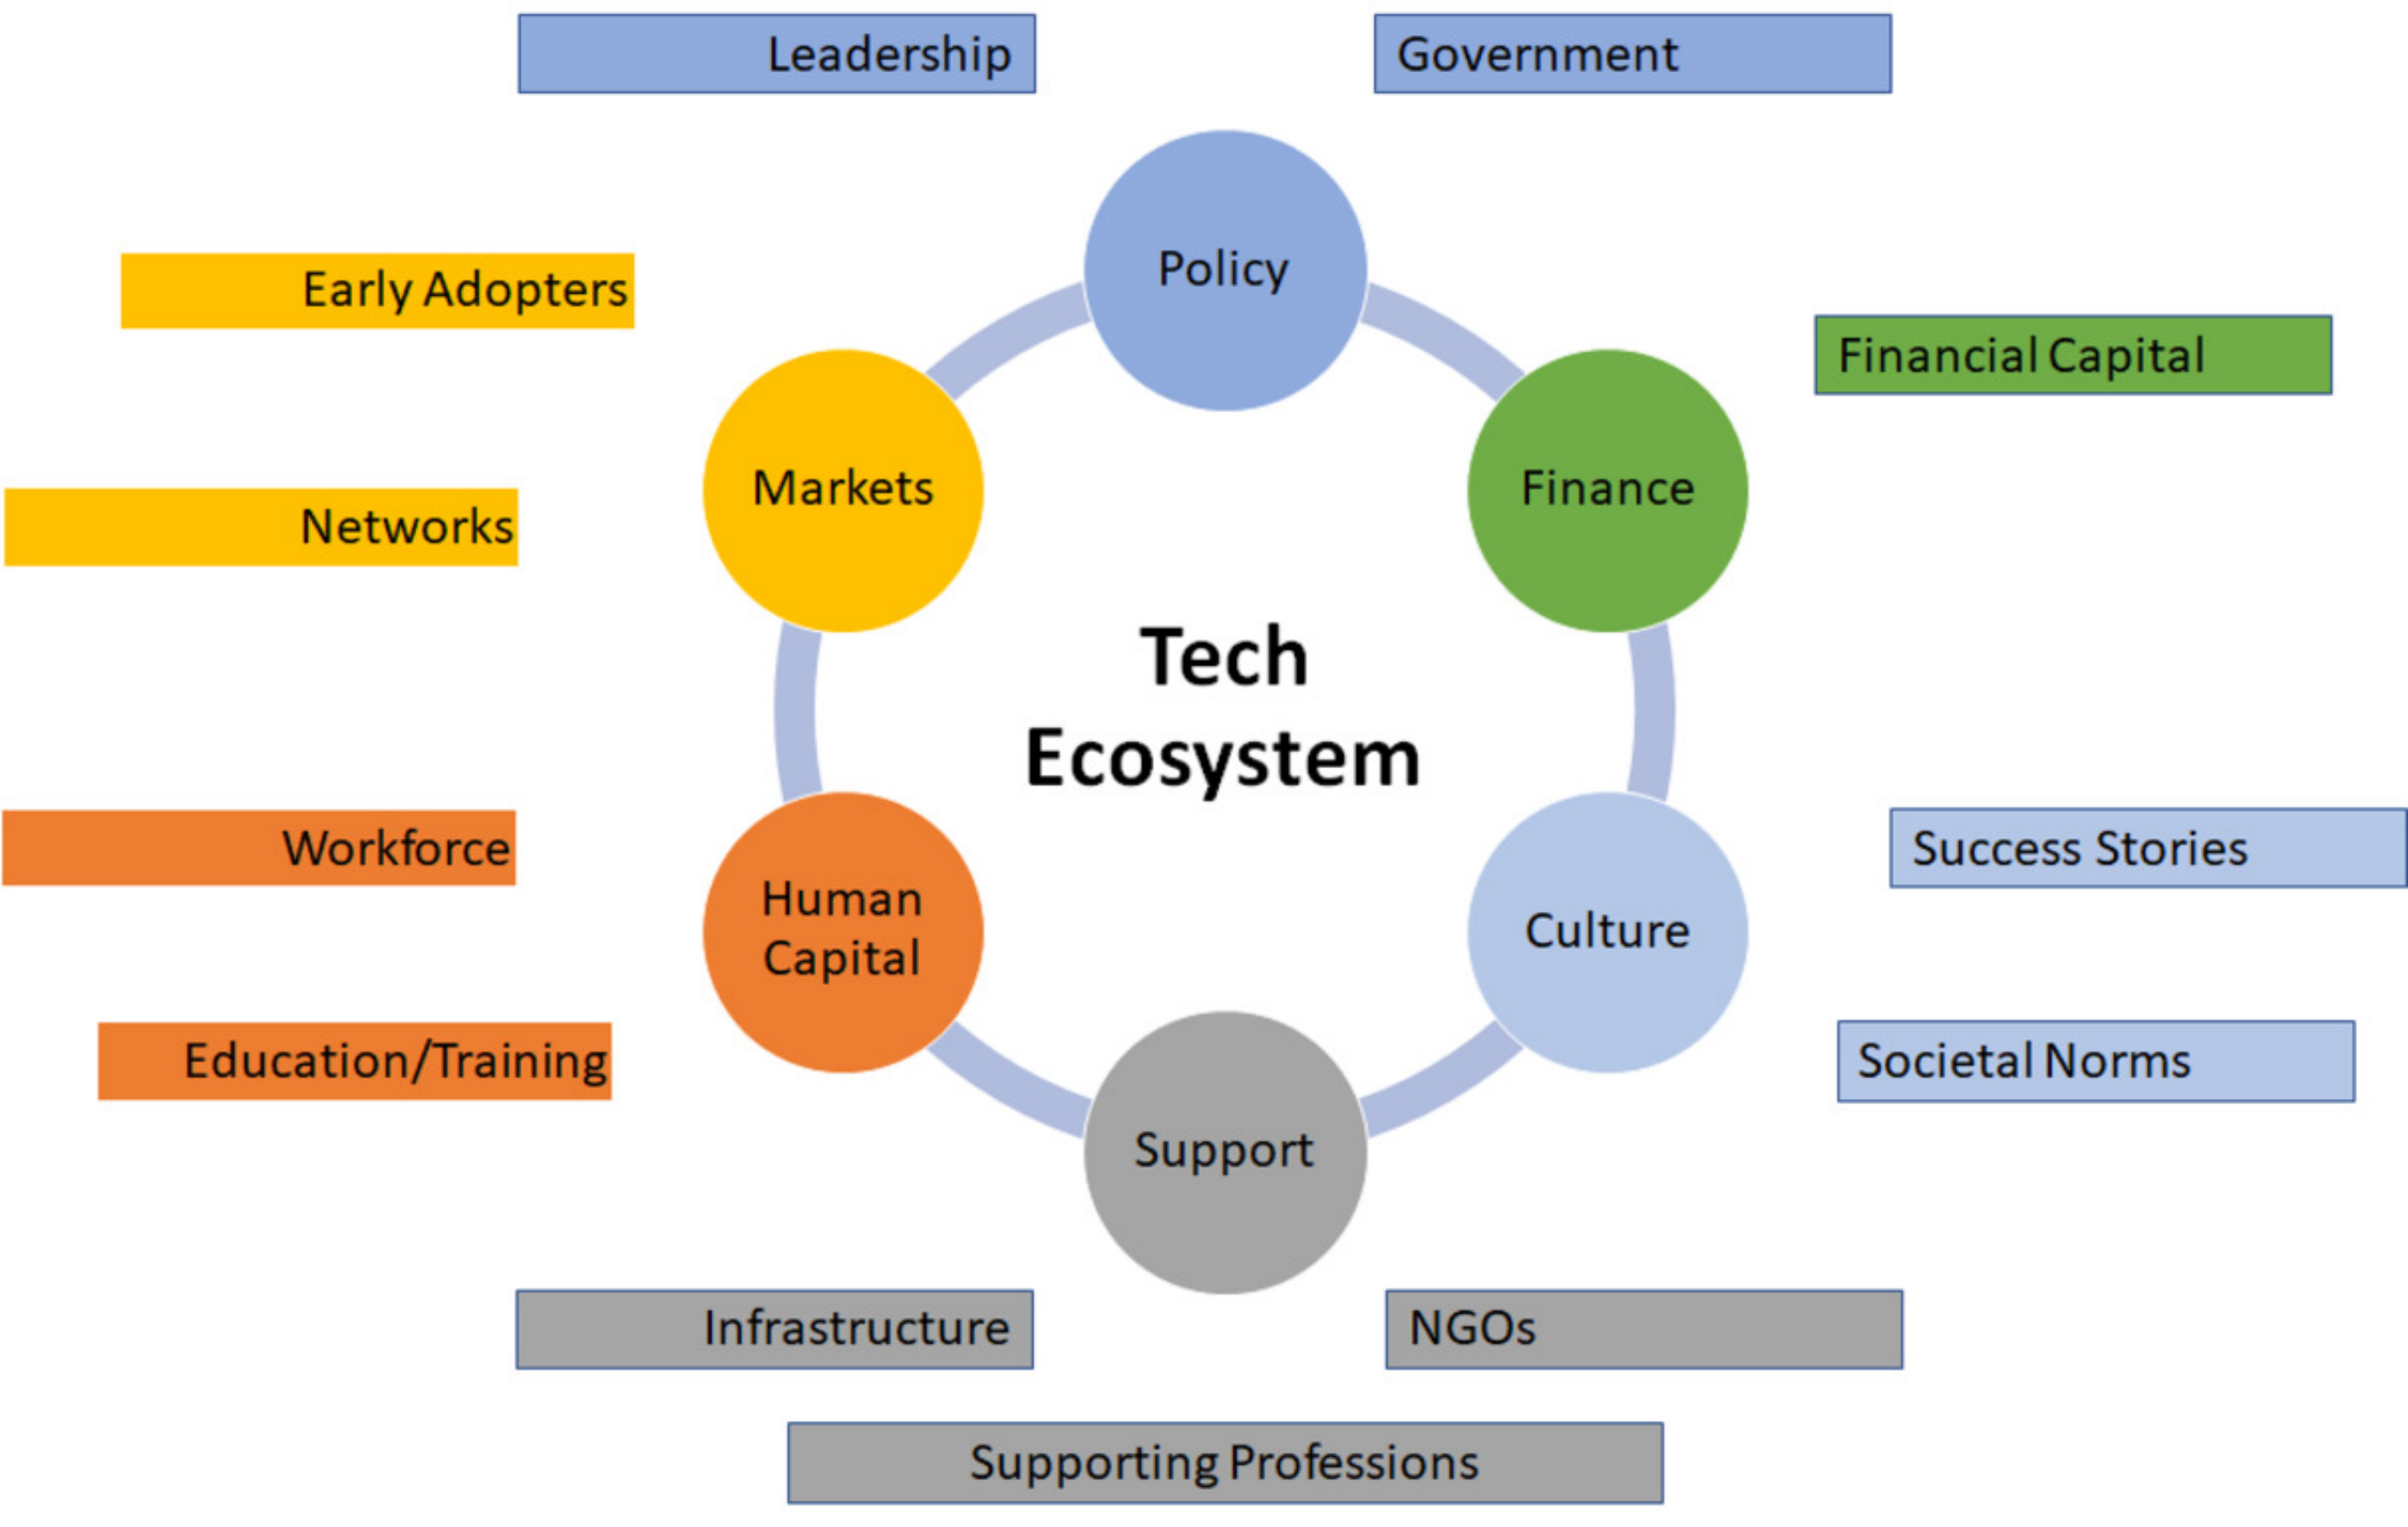 Leadership
Government
Policy
Early Adopters
Financial Capital
Markets
Finance
Networks
Tech
Ecosystem
Workforce
Success Stories
Human
Capital
Culture
Education/Training
Societal Norms
Support
Infrastructure
NGOs
Supporting Professions